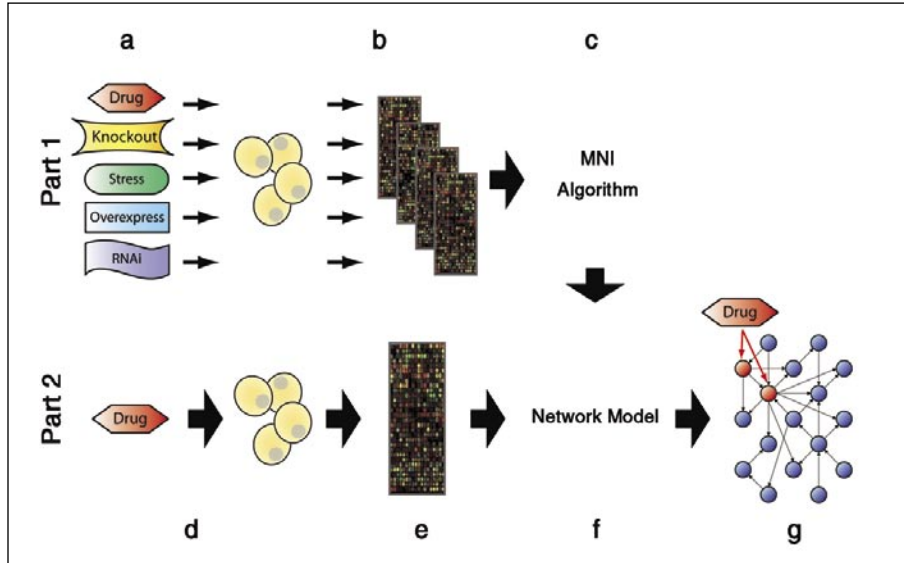 a
b
c
Part 1
Drug
Knockout
Stress
Overexpress
RNAi
MNI
Algorithm
Part 2
Drug
Network Model
Drug
d
e
f
g